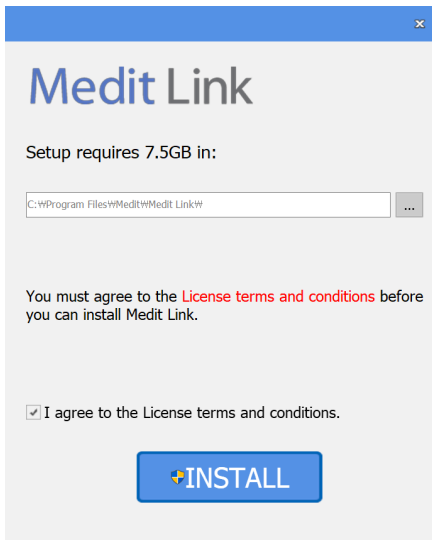 Medit Link
Setup requires 7.5GB in:
C:₩Program Files₩Medit₩Medit Link₩
...
You must agree to the License terms and conditions before
you can install Medit Link.
I agree to the License terms and conditions.
INSTALL